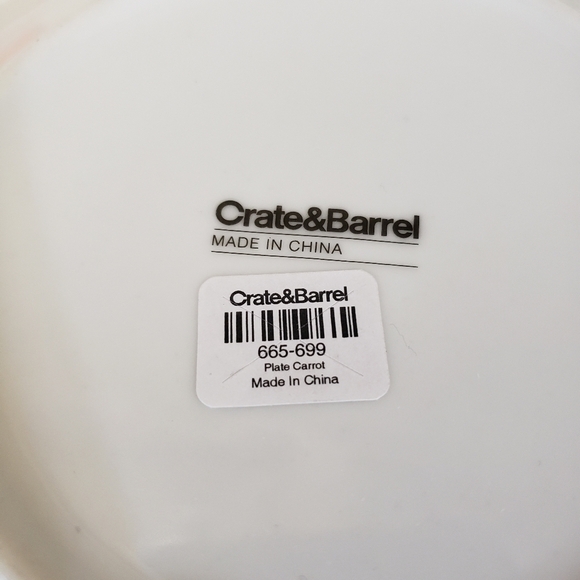 Crate&Barrel
MADE IN CHINA
Crate&Barrel
665-699
Plate Carrot
Made In China